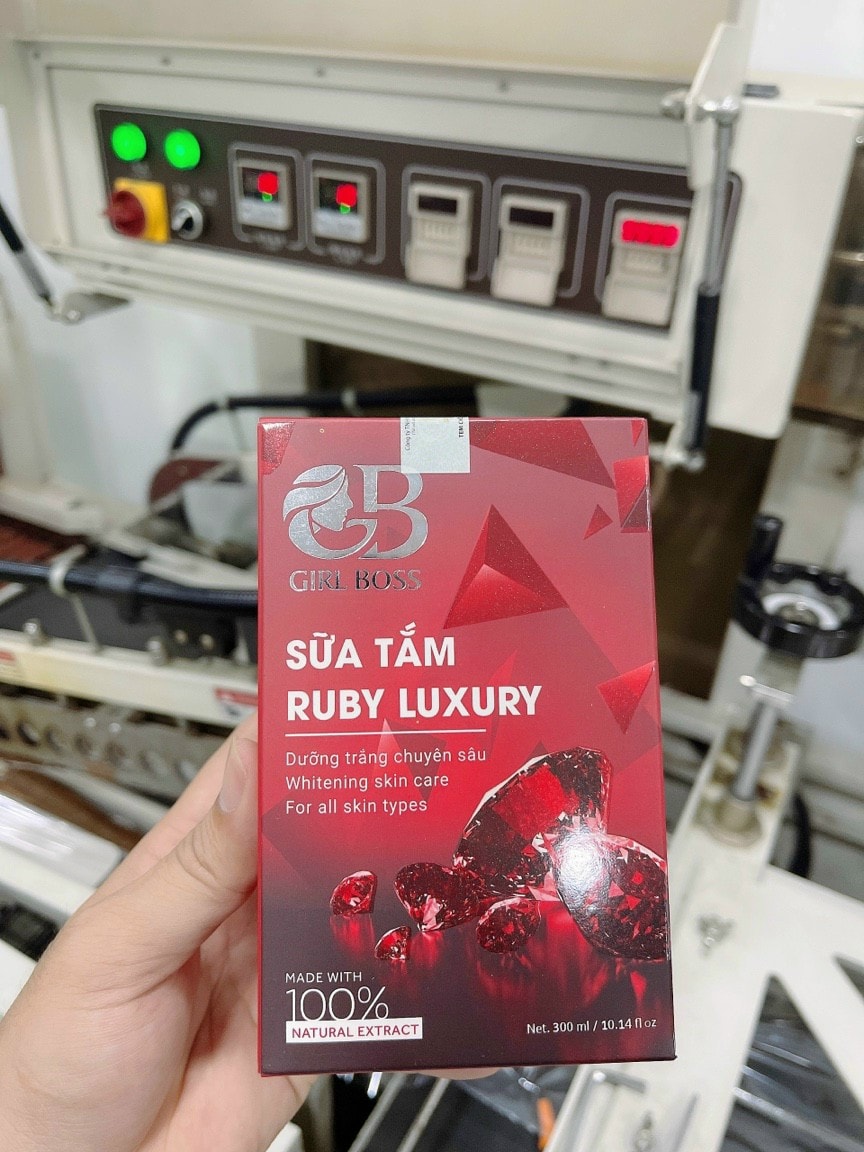 GB
GIRL BOSS
SỮA TẮM
RUBY LUXURY
Dưỡng trắng chuyên sâu
Whitening skin care
For all skin types
MADE WITH
100%
NATURAL EXTRACT
Net. 300 ml / 10.14 fl oz